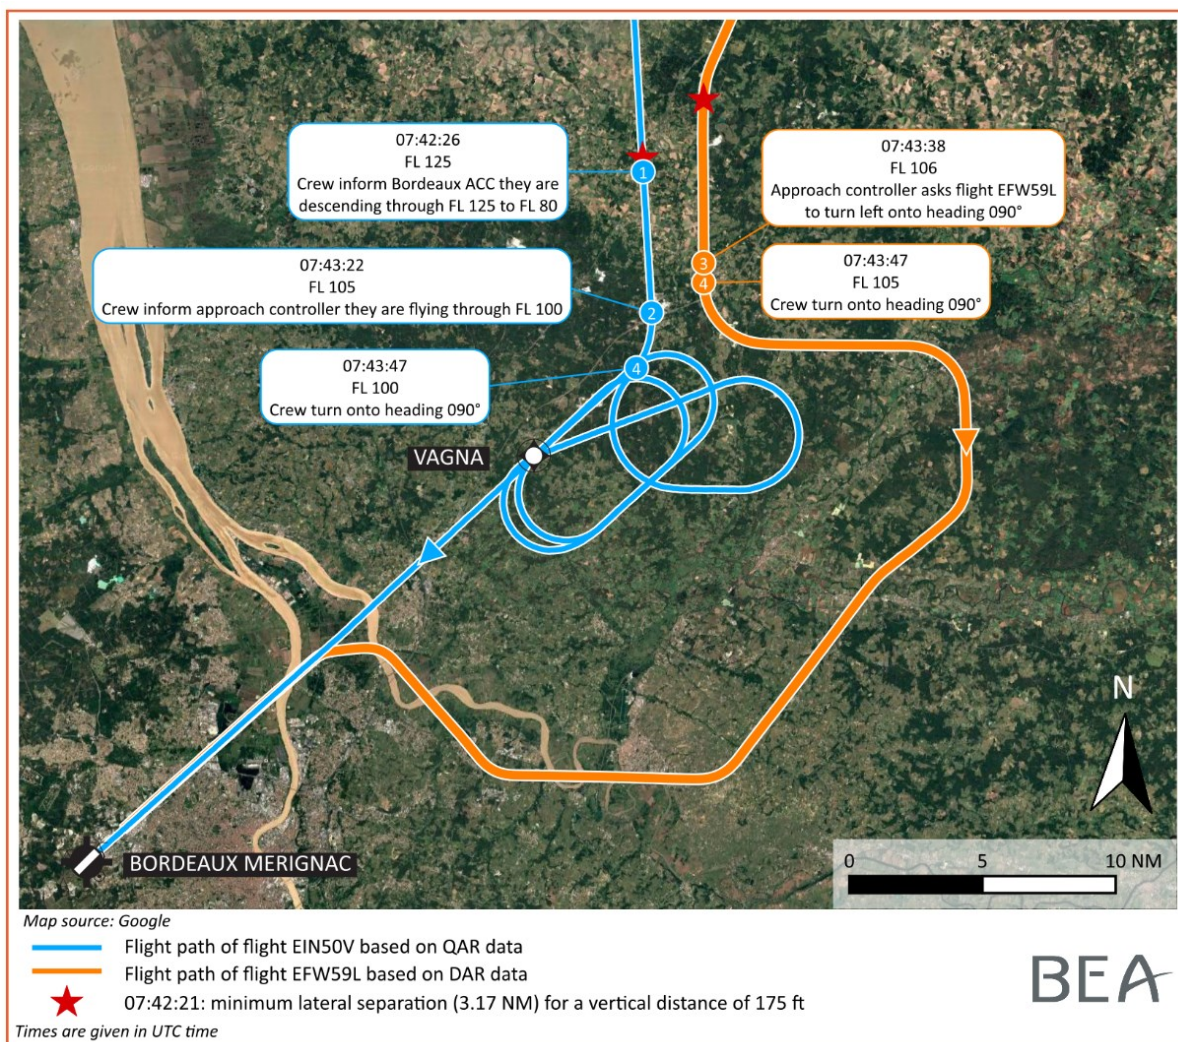 07:42:26
FL 125
Crew inform Bordeaux ACC they are
descending through FL 125 to FL 80
07:43:38
FL 106
Approach controller asks flight EFW59L
to turn left onto heading 090°
1
07:43:22
FL 105
Crew inform approach controller they are flying through FL 100
07:43:47
FL 105
Crew turn onto heading 090°
3
4
2
07:43:47
FL 100
Crew turn onto heading 090°
4
VAGNA
N
BORDEAUX MERIGNAC
0 5 10 NM
Map source: Google
Flight path of flight EIN50V based on QAR data
Flight path of flight EFW59L based on DAR data
07:42:21: minimum lateral separation (3.17 NM) for a vertical distance of 175 ft
Times are given in UTC time
BEA